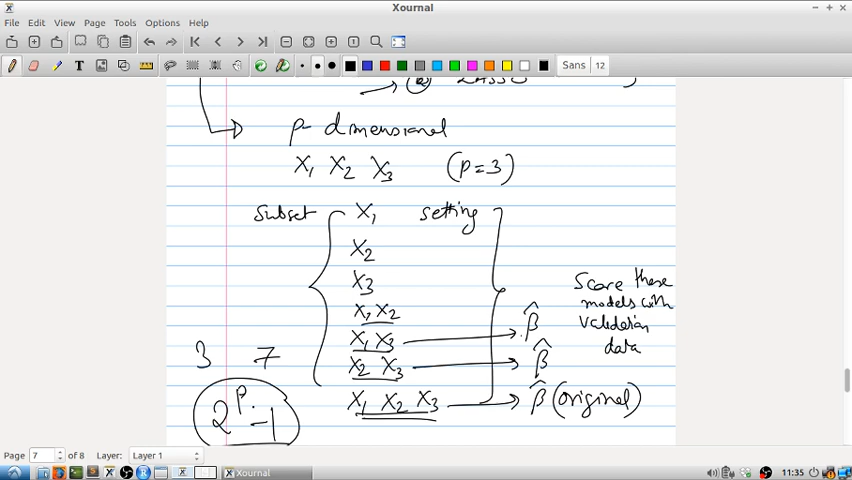 Xournal
File Edit View Page Tools Options Help
Sans 12
LASSO
p- dimensional
X1 X2 X3 (p=3)
Subset X1 setting
X2
X3
X1 X2
X1 X3 β̂
X2 X3 β̂
X1 X2 X3 β̂ (original)
Score these
models with
validation
data
3 7
2^p - 1
Page 7 of 8 Layer: Layer 1
Xournal
11:35